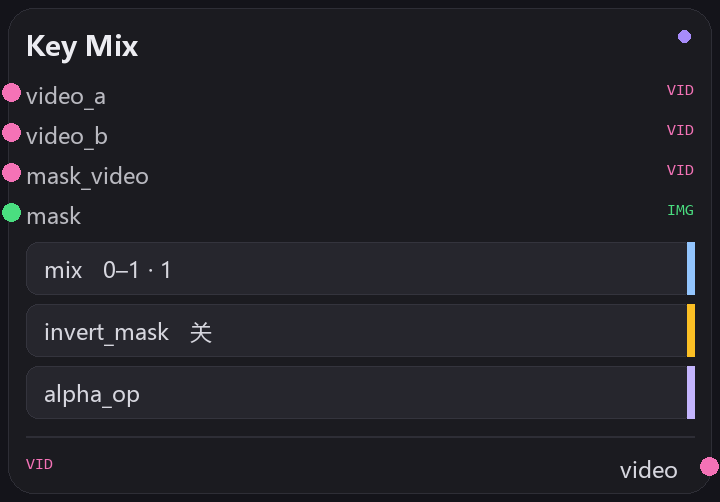 Key Mix
video_a VID
video_b VID
mask_video VID
mask IMG
mix 0–1 · 1
invert_mask 关
alpha_op
VID video